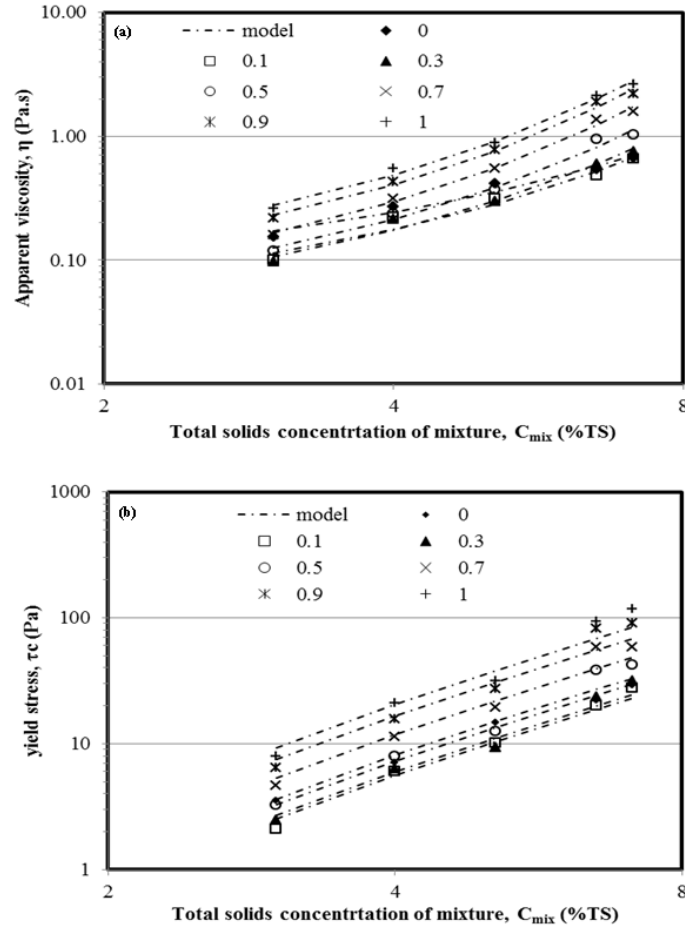 10.00
(a)
model 0
0.1 0.3
0.5 0.7
0.9 1
1.00
0.10
0.01
Apparent viscosity, η (Pa.s)
2 4 8
Total solids concentrtation of mixture, Cmix (%TS)
1000
(b)
model 0
0.1 0.3
0.5 0.7
0.9 1
100
10
1
yield stress, τc (Pa)
2 4 8
Total solids concentrtation of mixture, Cmix (%TS)